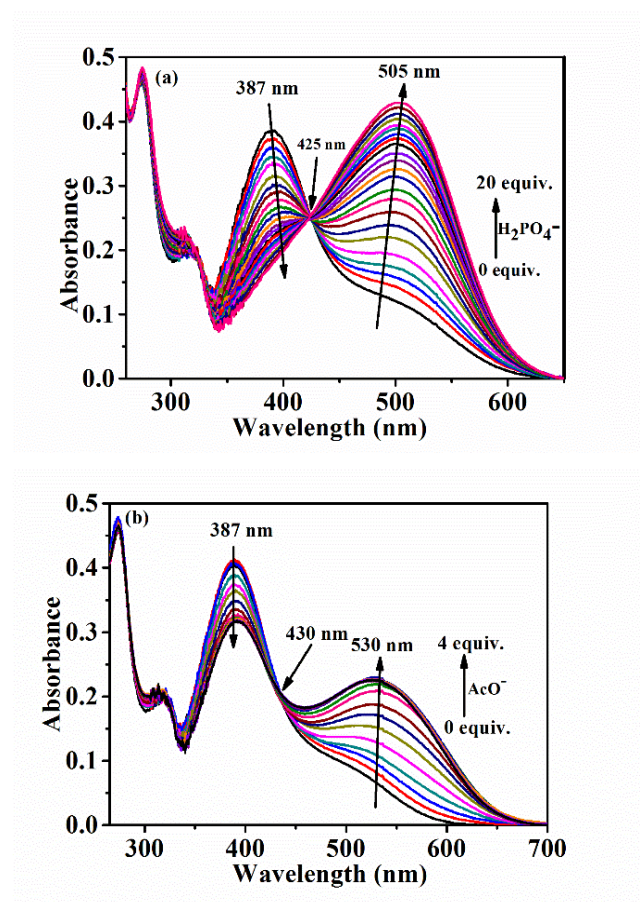 (a)
387 nm
505 nm
425 nm
20 equiv.
H₂PO₄⁻
0 equiv.
0.5
0.4
0.3
0.2
0.1
0.0
Absorbance
300 400 500 600
Wavelength (nm)
(b)
387 nm
430 nm
530 nm
4 equiv.
AcO⁻
0 equiv.
0.5
0.4
0.3
0.2
0.1
0.0
Absorbance
300 400 500 600 700
Wavelength (nm)